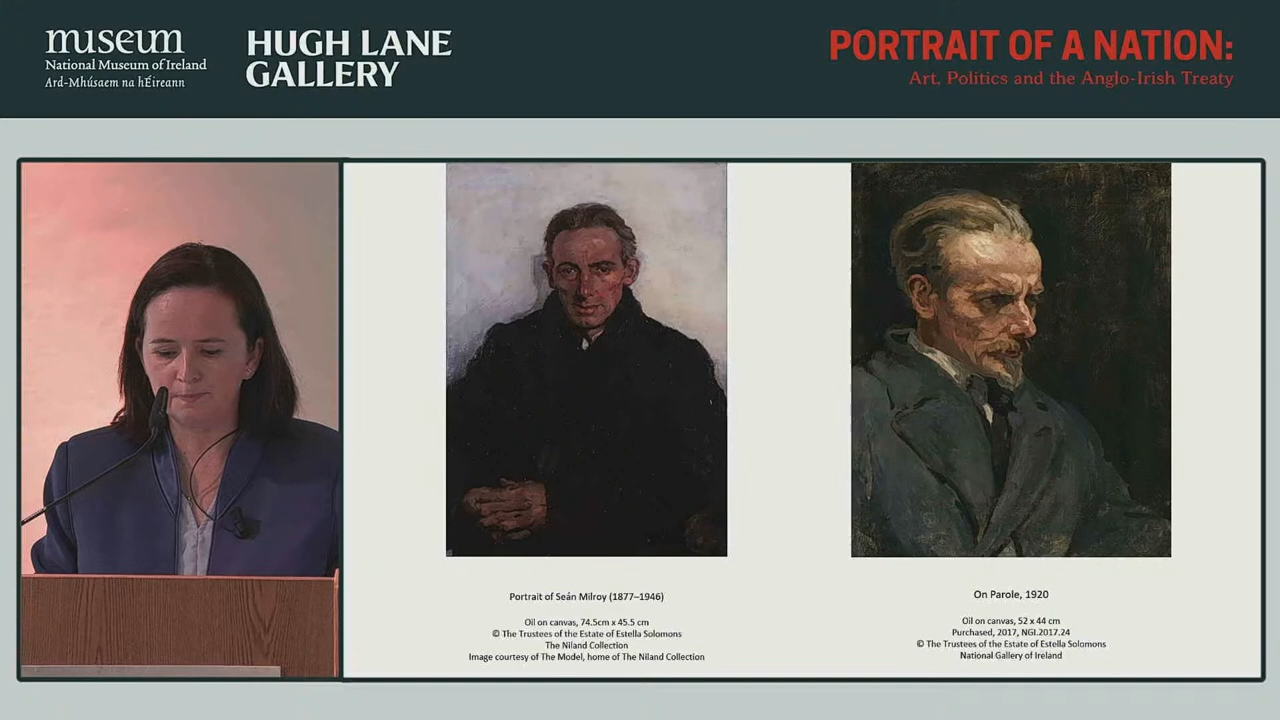 museum
National Museum of Ireland
Ard-Mhúsaem na hÉireann
HUGH LANE
GALLERY
PORTRAIT OF A NATION:
Art, Politics and the Anglo-Irish Treaty
Portrait of Seán Milroy (1877–1946)
Oil on canvas, 74.5cm x 45.5 cm
© The Trustees of the Estate of Estella Solomons
The Niland Collection
Image courtesy of The Model, home of The Niland Collection
On Parole, 1920
Oil on canvas, 52 x 44 cm
Purchased, 2017, NGI.2017.24
© The Trustees of the Estate of Estella Solomons
National Gallery of Ireland